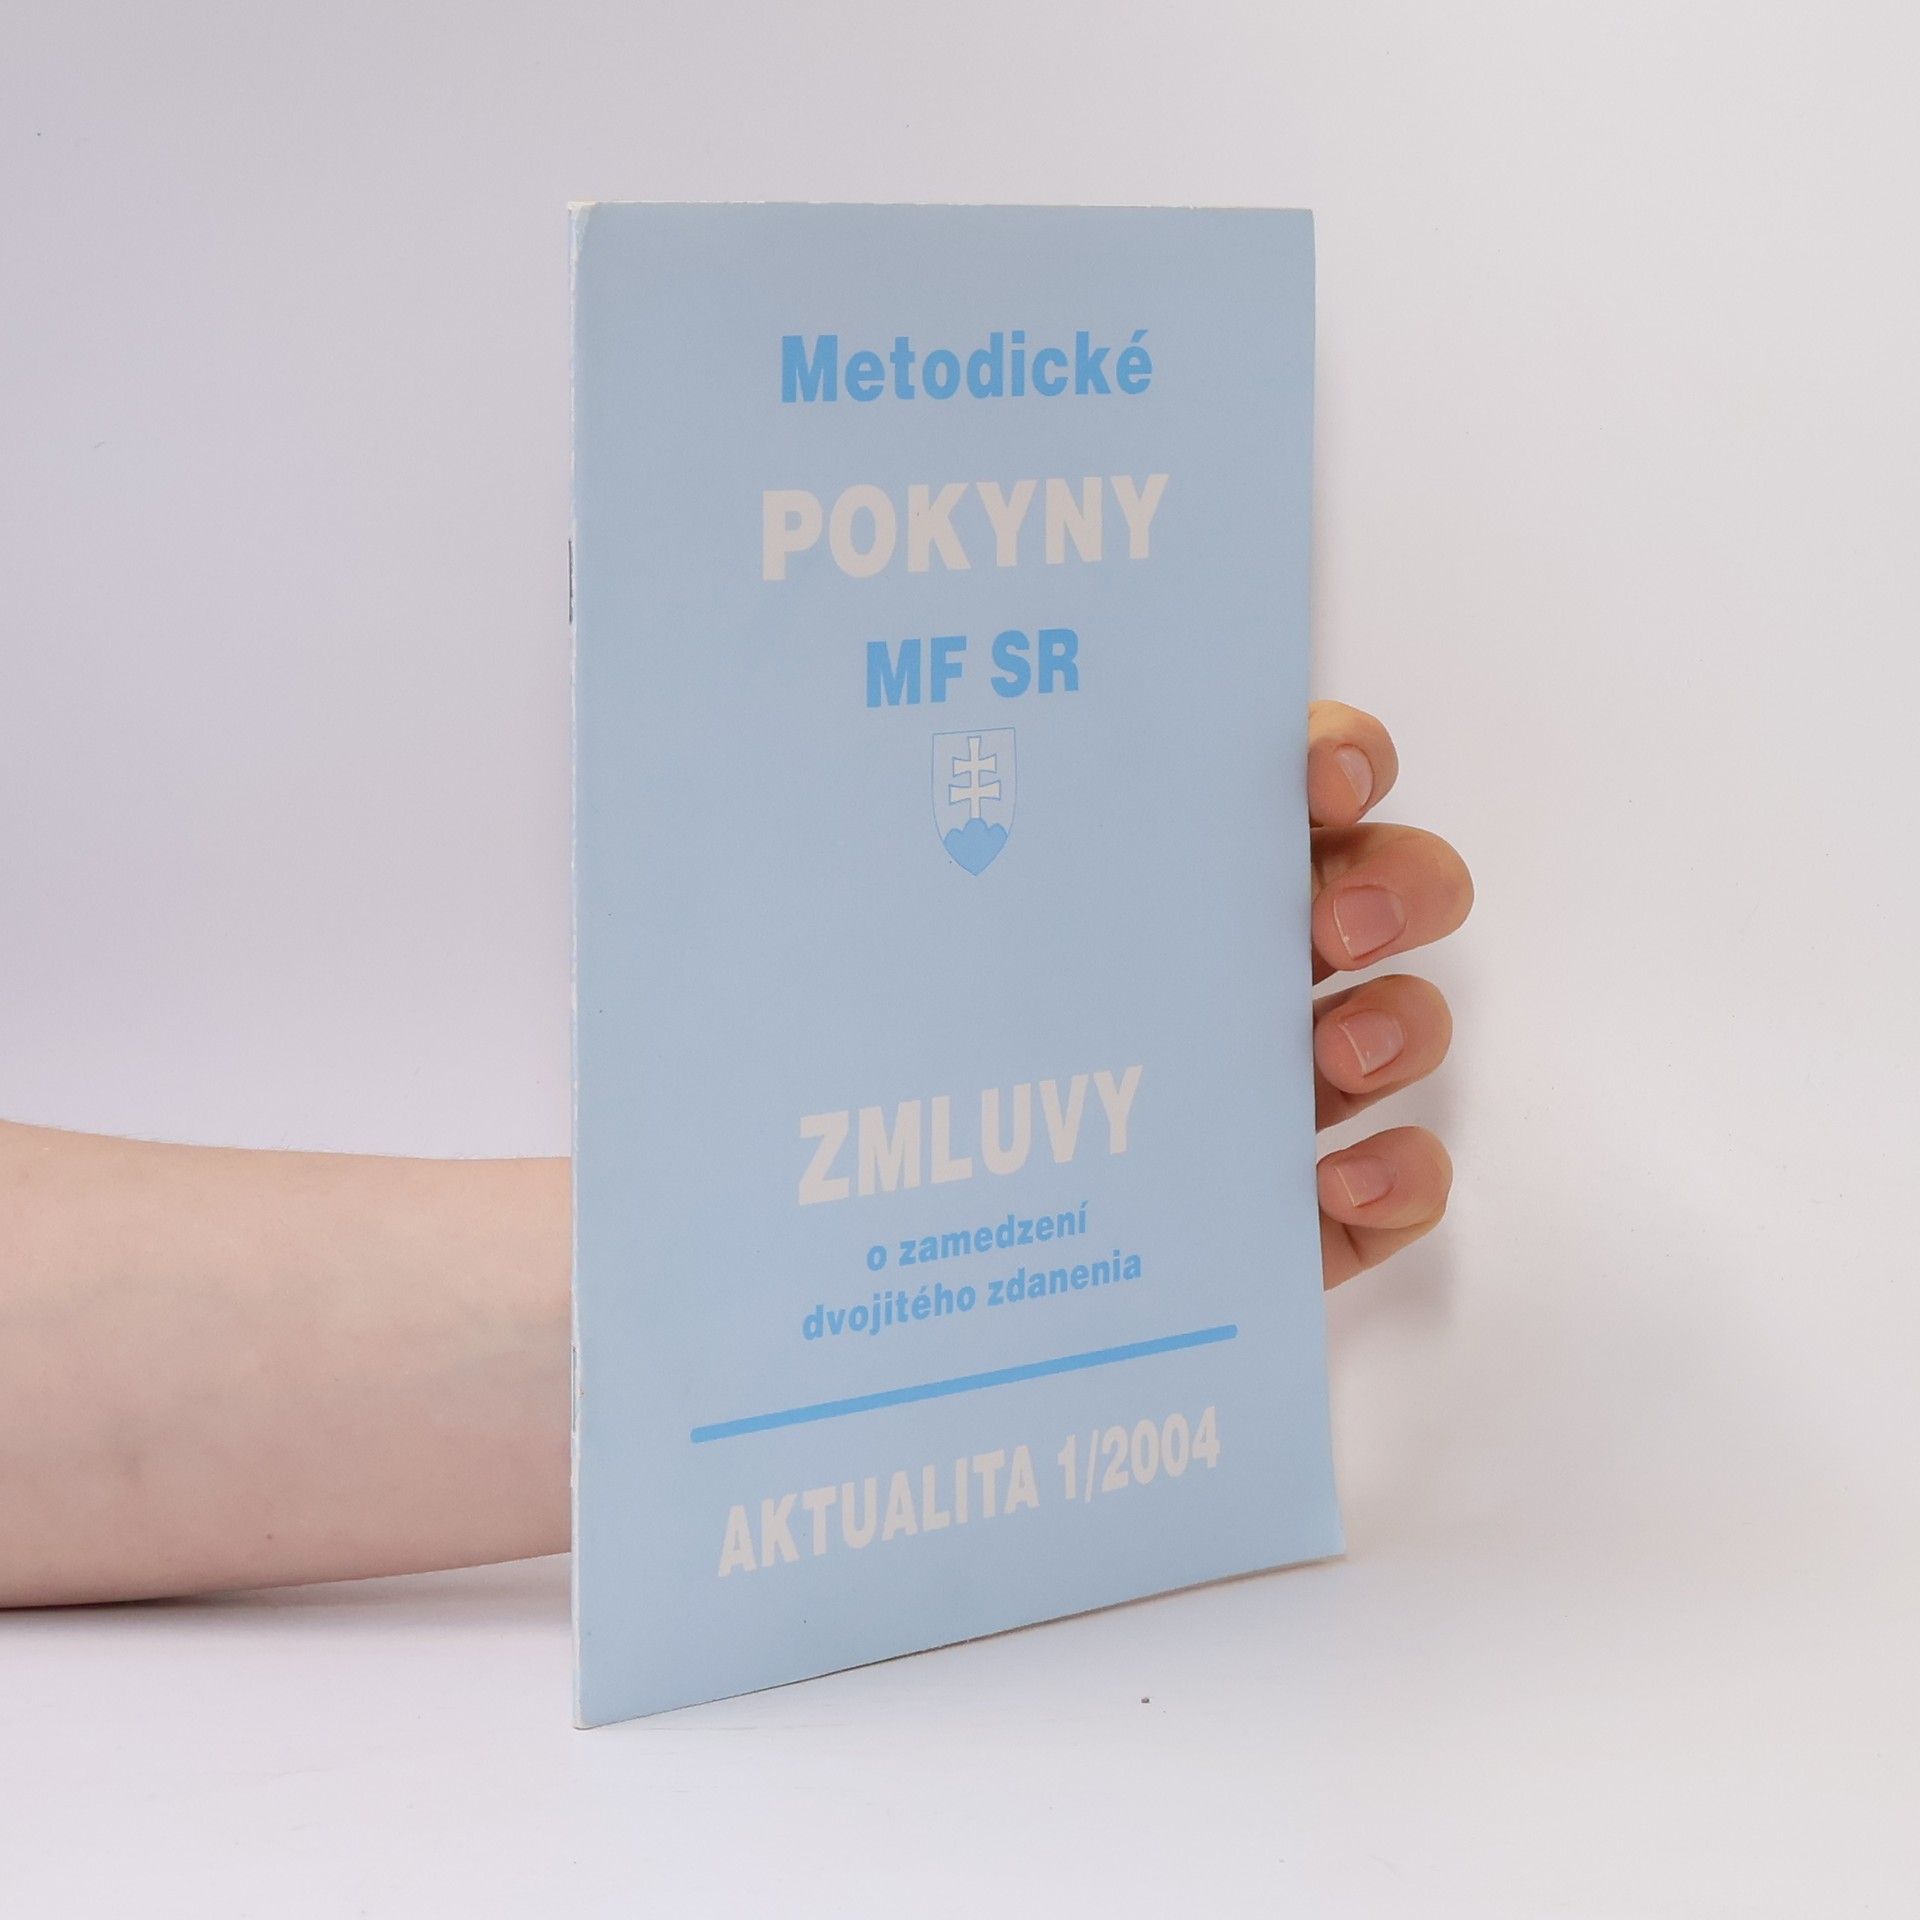 Metodické
POKYNY
MF SR
ZMLUVY
o zamedzení
dvojitého zdanenia
AKTUALITA 1/2004